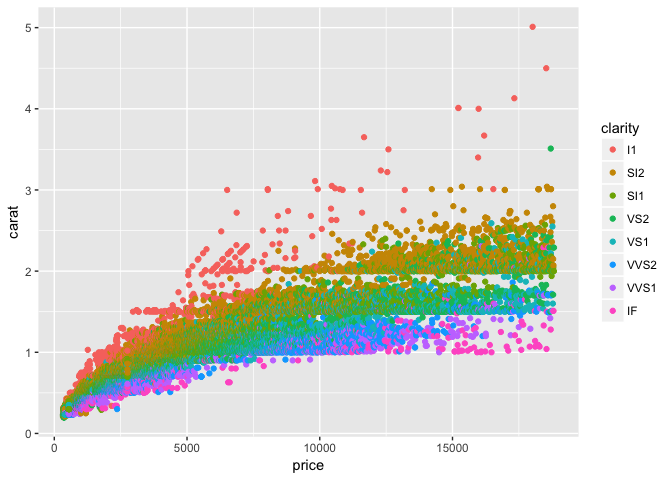 5
4
3
2
1
0
carat
0 5000 10000 15000
price
clarity
I1
SI2
SI1
VS2
VS1
VVS2
VVS1
IF